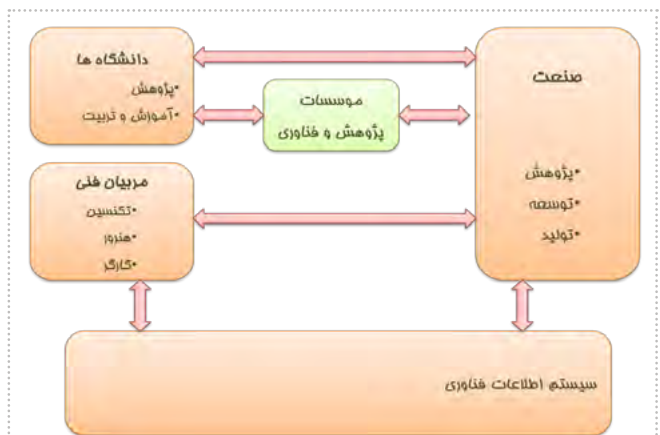 دانشگاه ها
•پژوهش
•آموزش و تربیت
موسسات
پژوهش و فناوری
صنعت
•پژوهش
•توسعه
•تولید
مربیان فنی
•تکنسین
•هنرور
•کارگر
سیستم اطلاعات فناوری